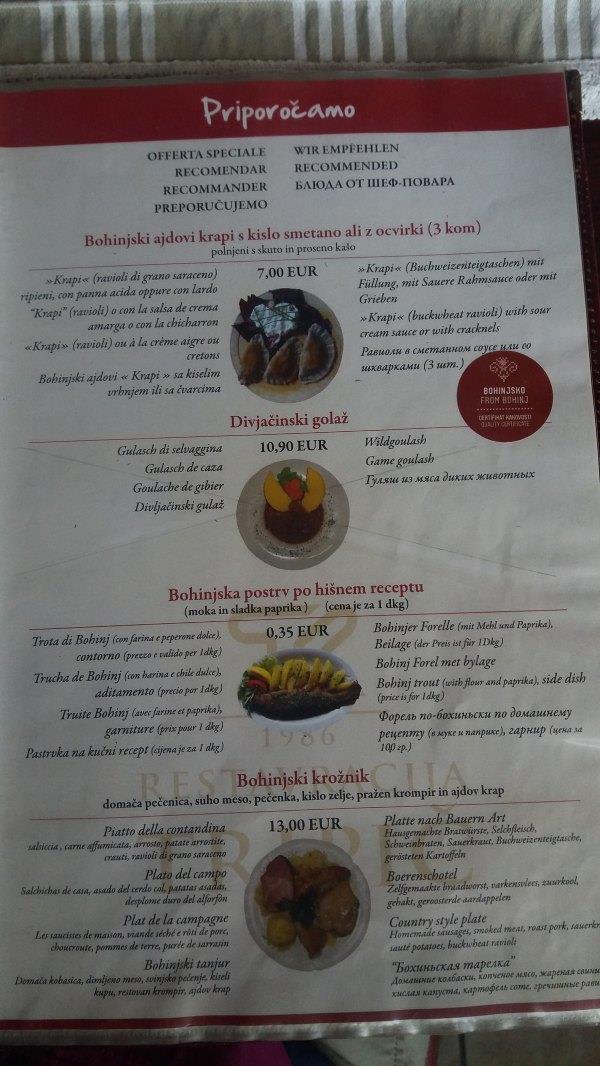 Priporočamo
OFFERTA SPECIALE
RECOMENDAR
RECOMMANDER
PREPORUČUJEMO
WIR EMPFEHLEN
RECOMMENDED
БЛЮДА ОТ ШЕФ-ПОВАРА
Bohinjski ajdovi krapi s kislo smetano ali z ocvirki (3 kom)
polnjeni s skuto in proseno kašo
»Krapi« (ravioli di grano saraceno)
ripieni, con panna acida oppure con lardo
"Krapi" (ravioli) o con la salsa de crema
amarga o con la chicharron
«Krapi» (ravioli) ou à la crème aigre ou
cretons
Bohinjski ajdovi « Krapi » sa kiselim
vrhnjem ili sa čvarcima
7,00 EUR
»Krapi« (Buchweizenteigtaschen) mit
Füllung, mit Sauere Rahmsauce oder mit
Grieben
»Krapi« (buckwheat ravioli) with sour
cream sauce or with cracknels
Равиоли в сметанном соусе или со
шкварками (3 шт.)
BOHINJSKO
FROM BOHINJ
CERTIFIKAT KAKOVOSTI
QUALITY CERTIFICATE
Divjačinski golaž
Gulasch di selvaggina
Gulasch de caza
Goulache de gibier
Divljačinski gulaž
10,90 EUR
Wildgoulash
Game goulash
Гуляш из мяса диких животных
Bohinjska postrv po hišnem receptu
(moka in sladka paprika) (cena je za 1 dkg)
Trota di Bohinj (con farina e peperone dolce),
contorno (prezzo e valido per 1dkg)
Trucha de Bohinj (con harina e chile dulce),
aditamento (precio por 1dkg)
Truite Bohinj (avec farine et paprika),
garniture (prix pour 1 dkg)
Pastrvka na kučni recept (cijena je za 1 dkg)
0,35 EUR
Bohinjer Forelle (mit Mehl und Paprika),
Beilage (der Preis ist für 1Dkg)
Bohinj Forel met bylage
Bohinj trout (with flour and paprika), side dish
(price is for 1dkg)
Форель по-бохиньски по домашнему
рецепту (в муке и паприке), гарнир (цена за
100 гр.)
1986
RESTAVRACIJA
Bohinjski krožnik
domača pečenica, suho meso, pečenka, kislo zelje, pražen krompir in ajdov krap
Piatto della contandina
salsiccia , carne affumicata, arrosto, patate arrostite,
crauti, ravioli di grano saraceno
Plato del campo
Salchichas de casa, asado del cerdo col, patatas asadas,
desplome duro del alforfón
Plat de la campagne
Les saucisses de maison, viande séché e rôti de porc,
choucroute, pommes de terre, purée de sarrasin
Bohinjski tanjur
Domača kobasica, dimljeno meso, svinjsko pečenje, kiseli
kupu, restovan krompir, ajdov krap
13,00 EUR
Platte nach Bauern Art
Hausgemachte Bratwürste, Selchfleisch,
Schweinbraten, Sauerkraut, Buchweizenteigtasche,
gerösteten Kartoffeln
Boerenschotel
Zelfgemaakte braadworst, varkensvlees, zuurkool,
gehakt, geroosterde aardappelen
Country style plate
Homemade sausages, smoked meat, roast pork, sauerkr
sauté potatoes, buckwheat ravioli
"Бохиньская тарелка"
Домашние колбаски, копченое мясо, жареная свини
кислая капуста, картофель соте, гречишные рави